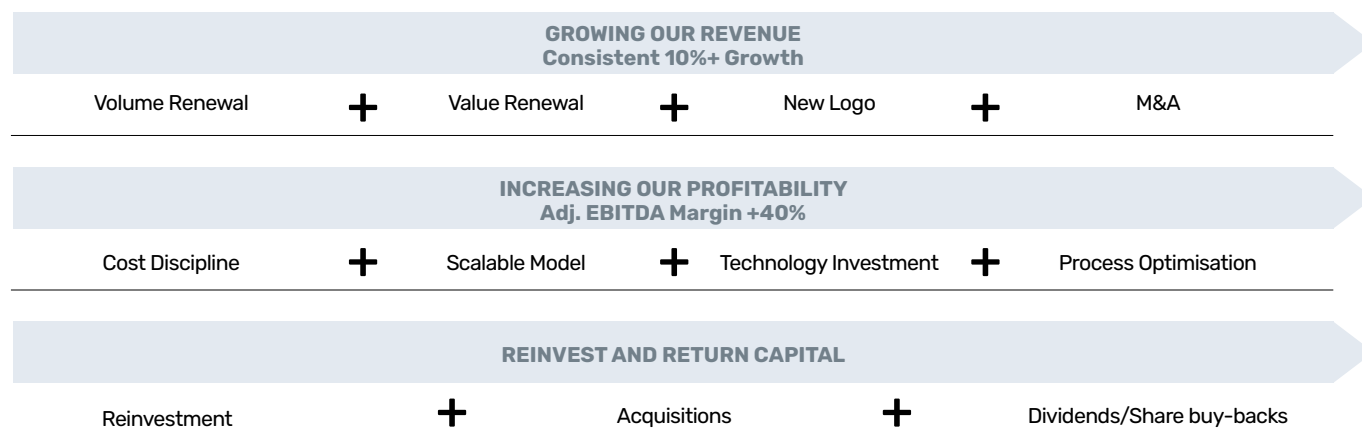 GROWING OUR REVENUE
Consistent 10%+ Growth
Volume Renewal + Value Renewal + New Logo + M&A
INCREASING OUR PROFITABILITY
Adj. EBITDA Margin +40%
Cost Discipline + Scalable Model + Technology Investment + Process Optimisation
REINVEST AND RETURN CAPITAL
Reinvestment + Acquisitions + Dividends/Share buy-backs